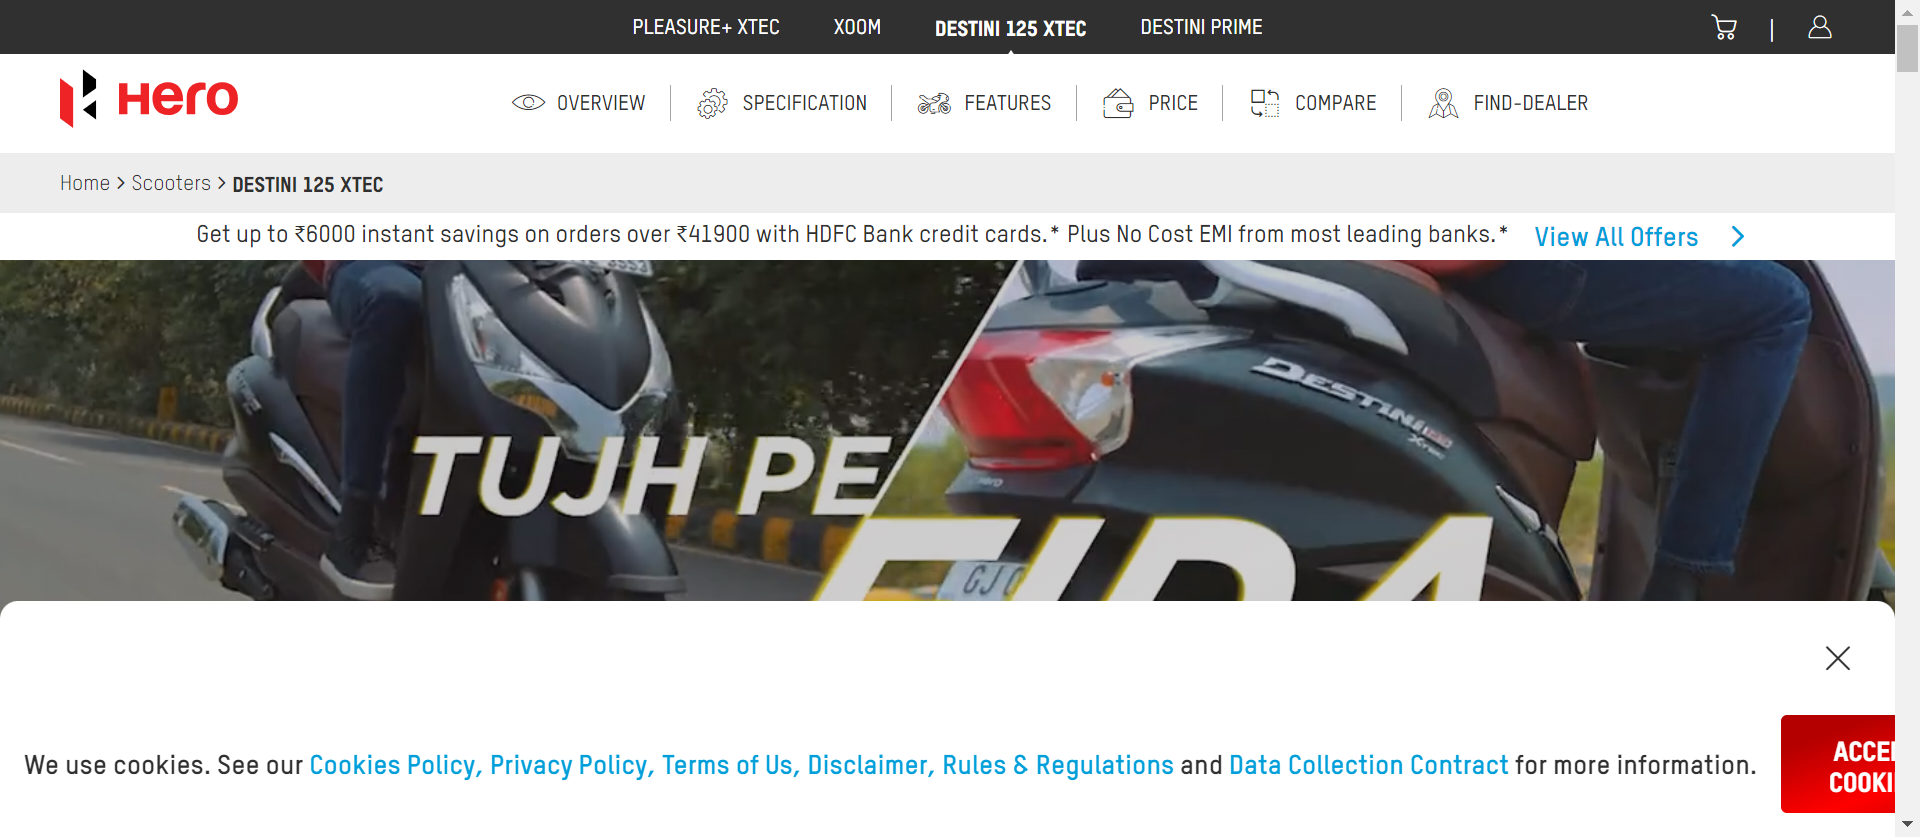 PLEASURE+ XTEC XOOM DESTINI 125 XTEC DESTINI PRIME
Hero OVERVIEW SPECIFICATION FEATURES PRICE COMPARE FIND-DEALER
Home > Scooters > DESTINI 125 XTEC
Get up to ₹6000 instant savings on orders over ₹41900 with HDFC Bank credit cards.* Plus No Cost EMI from most leading banks.* View All Offers
DESTINI 125
XTEC
TUJH PE
Hero
GJ
We use cookies. See our Cookies Policy, Privacy Policy, Terms of Us, Disclaimer, Rules & Regulations and Data Collection Contract for more information.
ACCE
COOKI